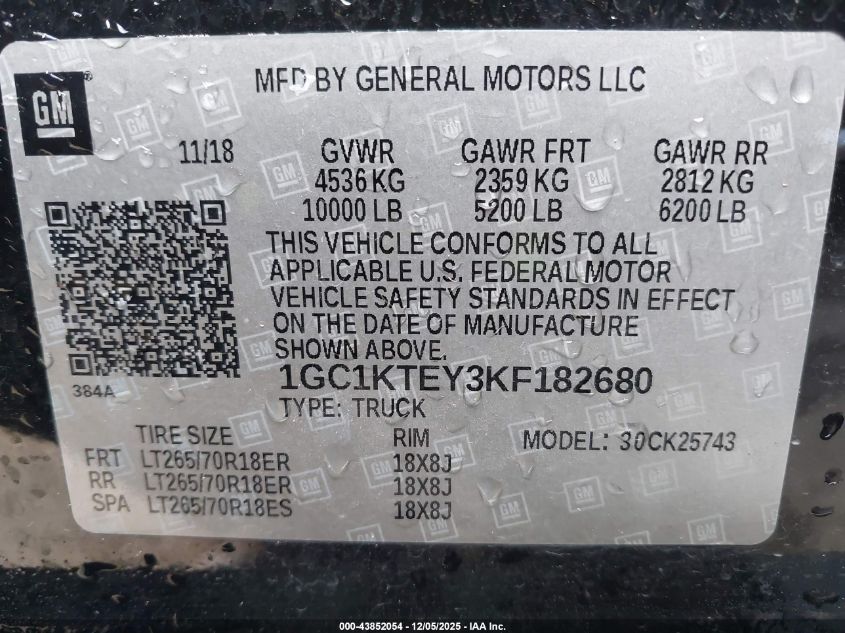 GM
MFD BY GENERAL MOTORS LLC
11/18 GVWR GAWR FRT GAWR RR
4536 KG 2359 KG 2812 KG
10000 LB 5200 LB 6200 LB
THIS VEHICLE CONFORMS TO ALL
APPLICABLE U.S. FEDERAL MOTOR
VEHICLE SAFETY STANDARDS IN EFFECT
ON THE DATE OF MANUFACTURE
SHOWN ABOVE.
384A
1GC1KTEY3KF182680
TYPE: TRUCK
TIRE SIZE RIM MODEL: 30CK25743
FRT LT265/70R18ER 18X8J
RR LT265/70R18ER 18X8J
SPA LT265/70R18ES 18X8J
000-43852054 - 12/05/2025 - IAA Inc.